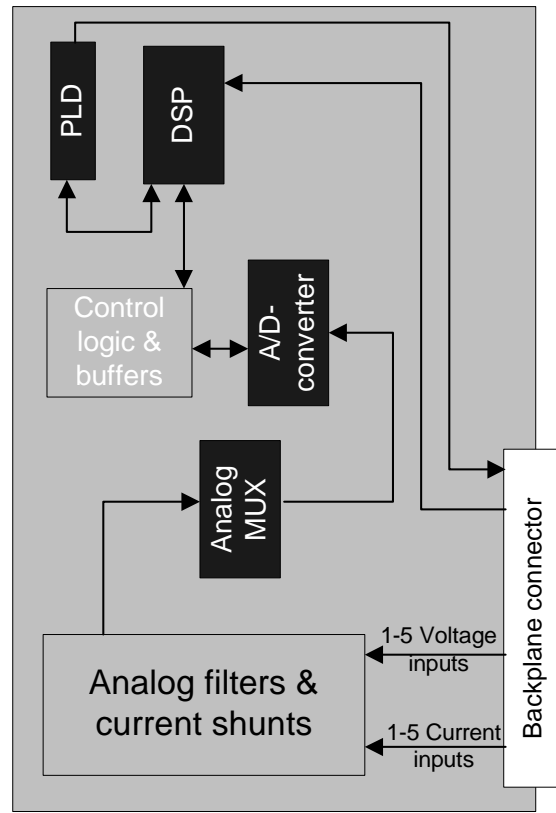 PLD
DSP
Control
logic &
buffers
A/D-
converter
Analog
MUX
Analog filters &
current shunts
1-5 Voltage
inputs
1-5 Current
inputs
Backplane connector